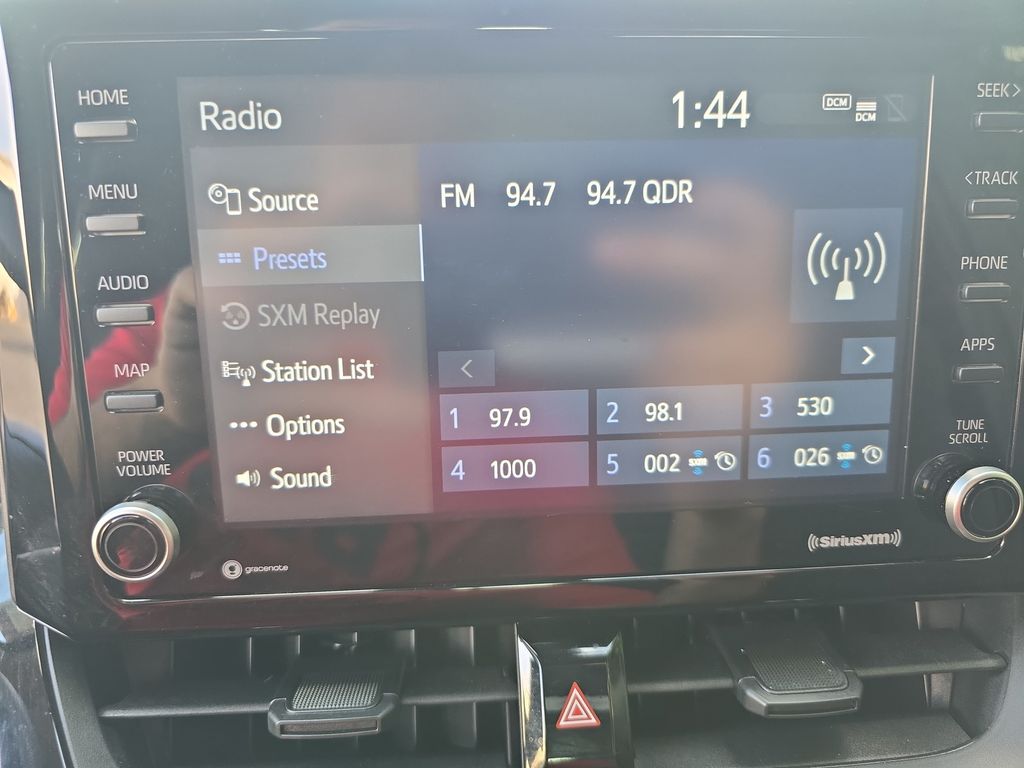 HOME
MENU
AUDIO
MAP
POWER
VOLUME
Radio
1:44
DCM
DCM
Source
Presets
SXM Replay
Station List
Options
Sound
FM 94.7 94.7 QDR
<
>
1 97.9
2 98.1
3 530
4 1000
5 002 SXM
6 026 SXM
SEEK>
<TRACK
PHONE
APPS
TUNE
SCROLL
gracenote
((SiriusXM))